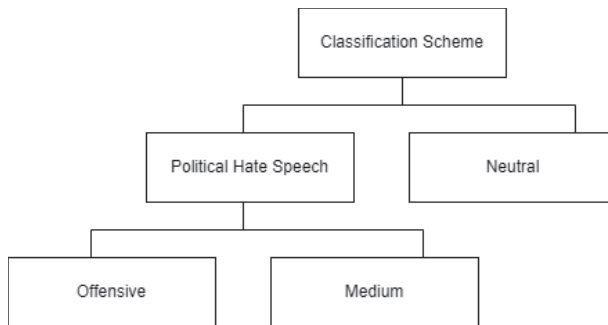 Classification Scheme
Political Hate Speech
Neutral
Offensive
Medium